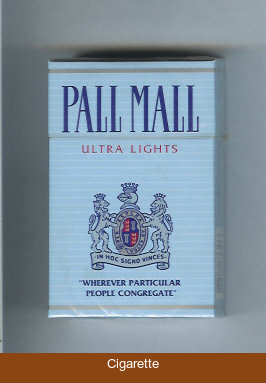 PALL MALL
ULTRA LIGHTS
IN HOC SIGNO VINCES
"WHEREVER PARTICULAR
PEOPLE CONGREGATE"
Cigarette